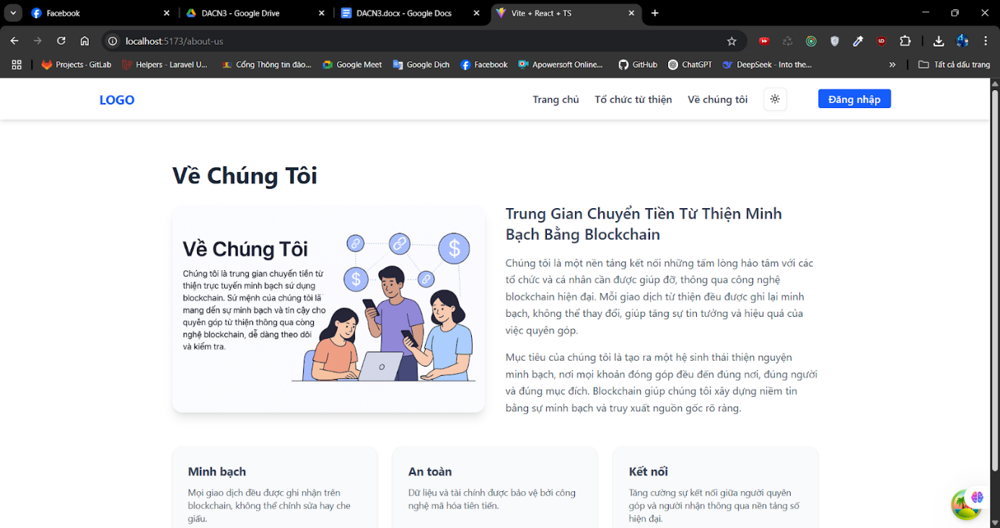 Facebook
DACN3 - Google Drive
DACN3.docx - Google Docs
Vite + React + TS
localhost:5173/about-us
Projects · GitLab
Helpers - Laravel U...
Cổng Thông tin đào...
Google Meet
Google Dịch
Facebook
Apowersoft Online...
GitHub
ChatGPT
DeepSeek - Into the...
»
Tất cả dấu trang
LOGO
Trang chủ
Tổ chức từ thiện
Về chúng tôi
Đăng nhập
Về Chúng Tôi
Về Chúng Tôi
Chúng tôi là trung gian chuyển tiền từ
thiện trực tuyến minh bạch sử dụng
blockchain. Sứ mệnh của chúng tôi là
mang đến sự minh bạch và tin cậy cho
quyên góp từ thiện thông qua công
nghệ blockchain, dễ dàng theo dõi
và kiểm tra.
$
$
Trung Gian Chuyển Tiền Từ Thiện Minh
Bạch Bằng Blockchain
Chúng tôi là một nền tảng kết nối những tấm lòng hảo tâm với các
tổ chức và cá nhân cần được giúp đỡ, thông qua công nghệ
blockchain hiện đại. Mỗi giao dịch từ thiện đều được ghi lại minh
bạch, không thể thay đổi, giúp tăng sự tin tưởng và hiệu quả của
việc quyên góp.
Mục tiêu của chúng tôi là tạo ra một hệ sinh thái thiện nguyện
minh bạch, nơi mọi khoản đóng góp đều đến đúng nơi, đúng người
và đúng mục đích. Blockchain giúp chúng tôi xây dựng niềm tin
bằng sự minh bạch và truy xuất nguồn gốc rõ ràng.
Minh bạch
Mọi giao dịch đều được ghi nhận trên
blockchain, không thể chỉnh sửa hay che
giấu.
An toàn
Dữ liệu và tài chính được bảo vệ bởi công
nghệ mã hóa tiên tiến.
Kết nối
Tăng cường sự kết nối giữa người quyên
góp và người nhận thông qua nền tảng số
hiện đại.